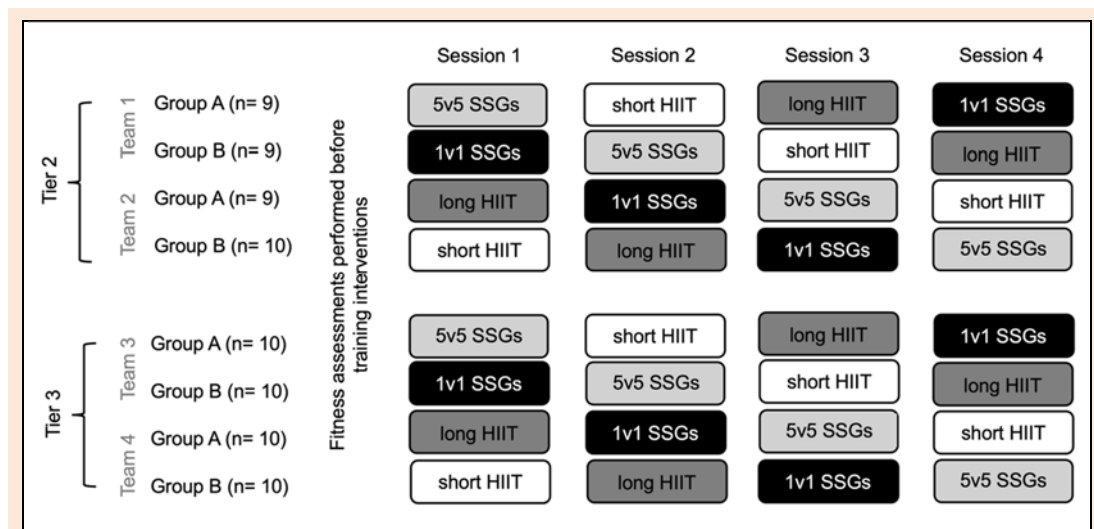 Session 1 Session 2 Session 3 Session 4
Tier 2
Team 1
Group A (n= 9) 5v5 SSGs short HIIT long HIIT 1v1 SSGs
Group B (n= 9) 1v1 SSGs 5v5 SSGs short HIIT long HIIT
Team 2
Group A (n= 9) long HIIT 1v1 SSGs 5v5 SSGs short HIIT
Group B (n= 10) short HIIT long HIIT 1v1 SSGs 5v5 SSGs
Fitness assessments performed before
training interventions
Tier 3
Team 3
Group A (n= 10) 5v5 SSGs short HIIT long HIIT 1v1 SSGs
Group B (n= 10) 1v1 SSGs 5v5 SSGs short HIIT long HIIT
Team 4
Group A (n= 10) long HIIT 1v1 SSGs 5v5 SSGs short HIIT
Group B (n= 10) short HIIT long HIIT 1v1 SSGs 5v5 SSGs